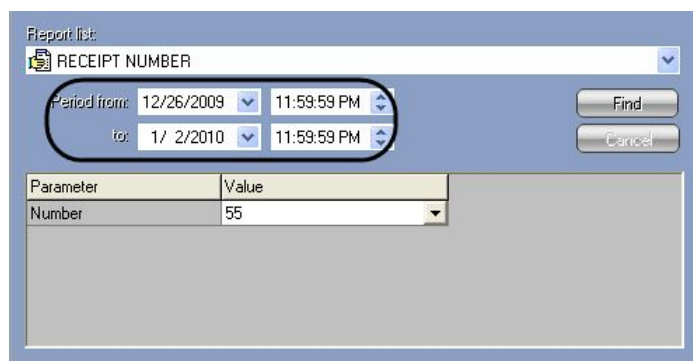 Report list:
RECEIPT NUMBER
Period from: 12/26/2009 11:59:59 PM Find
to: 1/ 2/2010 11:59:59 PM Cancel
Parameter Value
Number 55